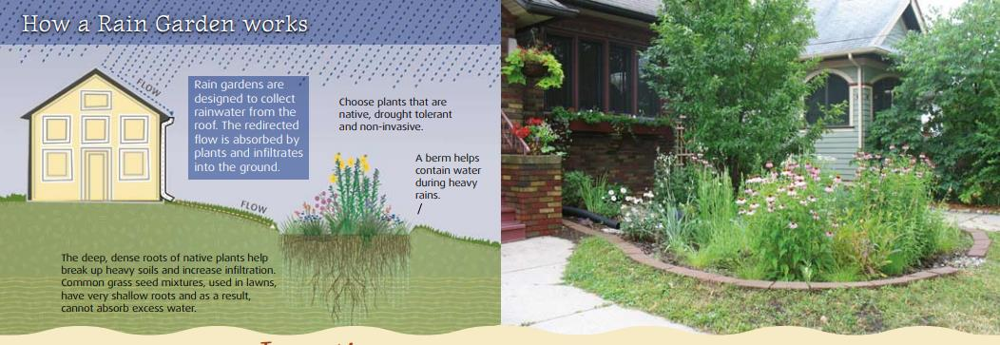 How a Rain Garden works
FLOW
Rain gardens are
designed to collect
rainwater from the
roof. The redirected
flow is absorbed by
plants and infiltrates
into the ground.
Choose plants that are
native, drought tolerant
and non-invasive.
A berm helps
contain water
during heavy
rains.
FLOW
The deep, dense roots of native plants help
break up heavy soils and increase infiltration.
Common grass seed mixtures, used in lawns,
have very shallow roots and as a result,
cannot absorb excess water.